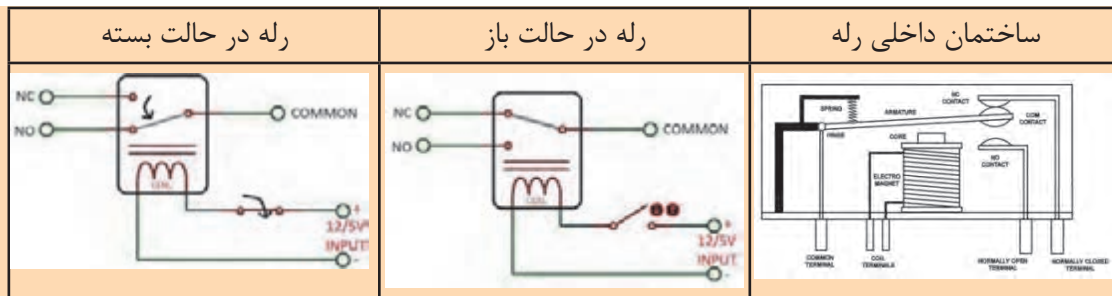 ساختمان داخلی رله
رله در حالت باز
رله در حالت بسته
NC CONTACT
SPRING
ARMATURE
COM CONTACT
HINGE
CORE
NO CONTACT
ELECTRO MAGNET
COMMON TERMINAL
COIL TERMINALS
NORMALLY OPEN TERMINAL
NORMALLY CLOSED TERMINAL
NC
NO
COMMON
COIL
+
12/5V
INPUT
-
NC
NO
COMMON
COIL
+
12/5V
INPUT
-